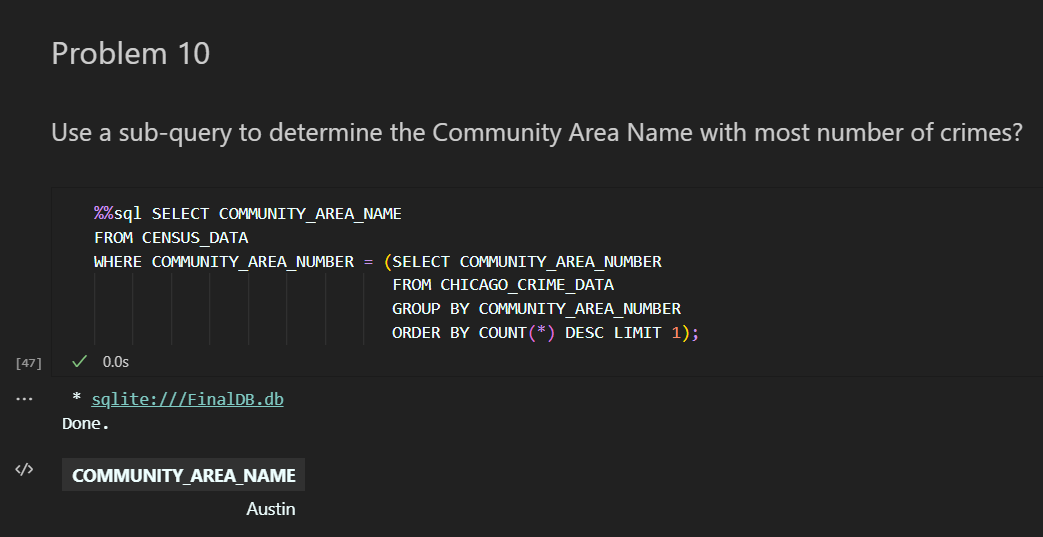 Problem 10
Use a sub-query to determine the Community Area Name with most number of crimes?
%%sql SELECT COMMUNITY_AREA_NAME
FROM CENSUS_DATA
WHERE COMMUNITY_AREA_NUMBER = (SELECT COMMUNITY_AREA_NUMBER
FROM CHICAGO_CRIME_DATA
GROUP BY COMMUNITY_AREA_NUMBER
ORDER BY COUNT(*) DESC LIMIT 1);
[47] ✓ 0.0s
... * sqlite:///FinalDB.db
Done.
</> COMMUNITY_AREA_NAME
Austin